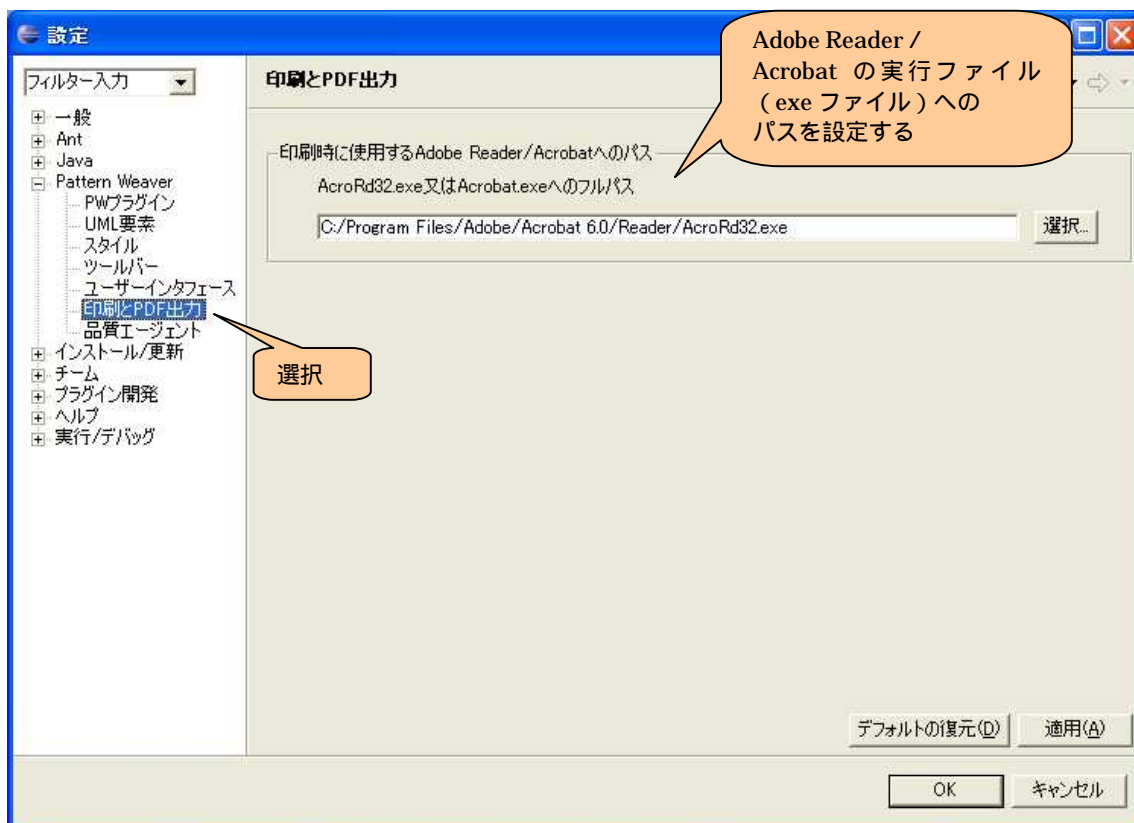 設定
Adobe Reader /
Acrobat の実行ファイル
(exe ファイル)への
パスを設定する
フィルター入力
一般
Ant
Java
Pattern Weaver
PWプラグイン
UML要素
スタイル
ツールバー
ユーザーインタフェース
印刷とPDF出力
品質エージェント
インストール/更新
チーム
プラグイン開発
ヘルプ
実行/デバッグ
選択
印刷とPDF出力
印刷時に使用するAdobe Reader/Acrobatへのパス
AcroRd32.exe又はAcrobat.exeへのフルパス
C:/Program Files/Adobe/Acrobat 6.0/Reader/AcroRd32.exe
選択...
デフォルトの復元(D)
適用(A)
OK
キャンセル